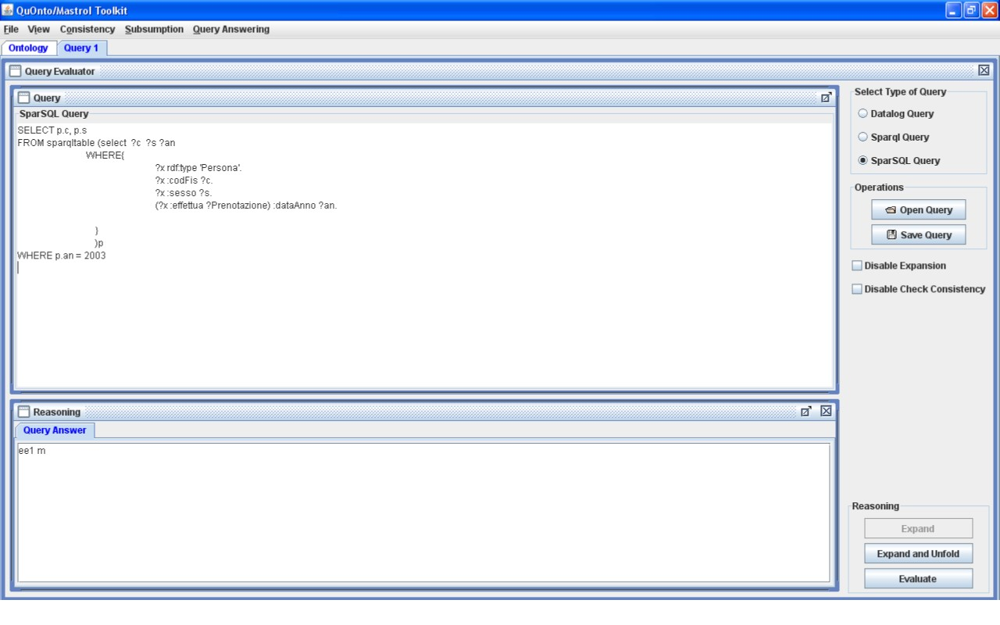 QuOnto/Mastrol Toolkit
File View Consistency Subsumption Query Answering
Ontology Query 1
Query Evaluator
Query
SparSQL Query
SELECT p.c, p.s
FROM sparqltable (select ?c ?s ?an
WHERE{
?x rdf:type 'Persona'.
?x :codFis ?c.
?x :sesso ?s.
(?x :effettua ?Prenotazione) :dataAnno ?an.
}
)p
WHERE p.an = 2003
Select Type of Query
Datalog Query
Sparql Query
SparSQL Query
Operations
Open Query
Save Query
Disable Expansion
Disable Check Consistency
Reasoning
Query Answer
ee1 m
Reasoning
Expand
Expand and Unfold
Evaluate